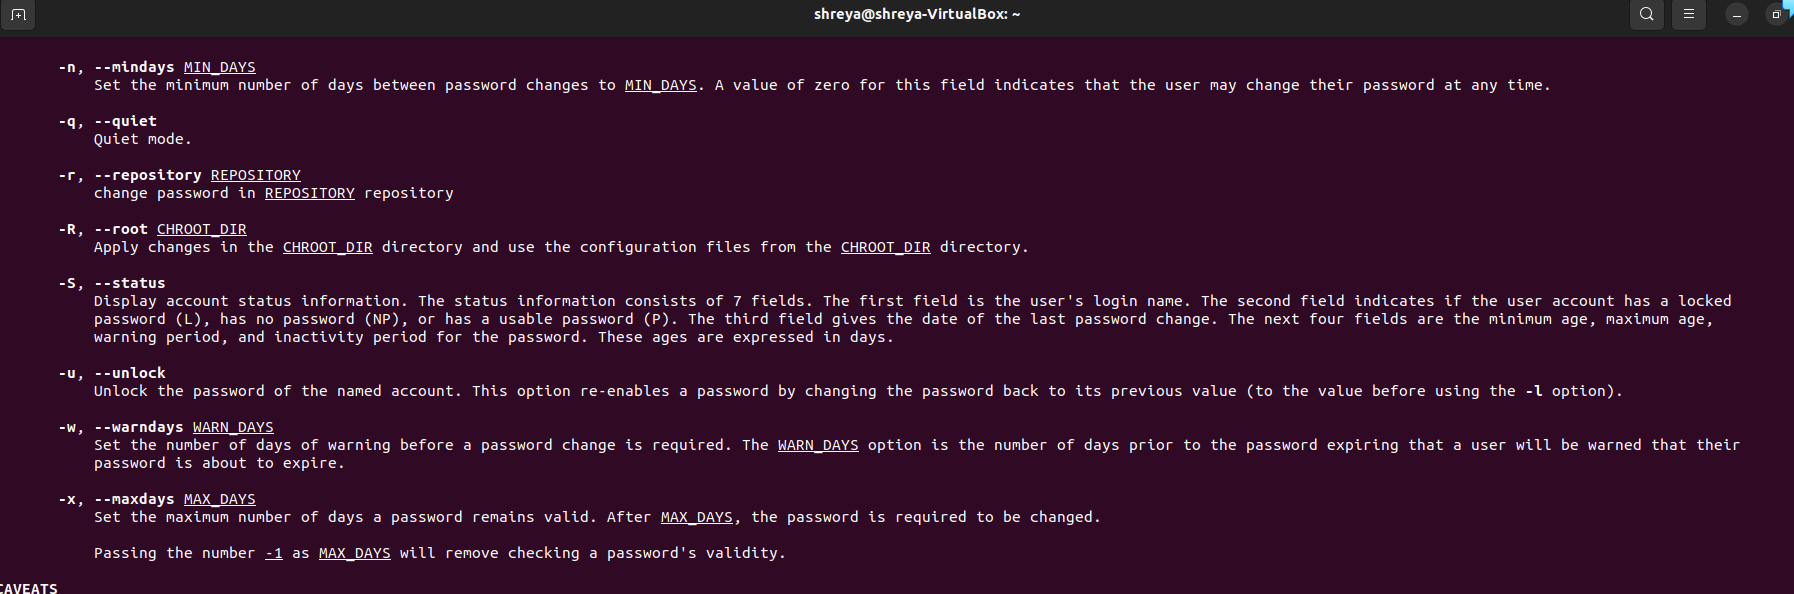 shreya@shreya-VirtualBox: ~
-n, --mindays MIN_DAYS
Set the minimum number of days between password changes to MIN_DAYS. A value of zero for this field indicates that the user may change their password at any time.
-q, --quiet
Quiet mode.
-r, --repository REPOSITORY
change password in REPOSITORY repository
-R, --root CHROOT_DIR
Apply changes in the CHROOT_DIR directory and use the configuration files from the CHROOT_DIR directory.
-S, --status
Display account status information. The status information consists of 7 fields. The first field is the user's login name. The second field indicates if the user account has a locked
password (L), has no password (NP), or has a usable password (P). The third field gives the date of the last password change. The next four fields are the minimum age, maximum age,
warning period, and inactivity period for the password. These ages are expressed in days.
-u, --unlock
Unlock the password of the named account. This option re-enables a password by changing the password back to its previous value (to the value before using the -l option).
-w, --warndays WARN_DAYS
Set the number of days of warning before a password change is required. The WARN_DAYS option is the number of days prior to the password expiring that a user will be warned that their
password is about to expire.
-x, --maxdays MAX_DAYS
Set the maximum number of days a password remains valid. After MAX_DAYS, the password is required to be changed.
Passing the number -1 as MAX_DAYS will remove checking a password's validity.
CAVEATS